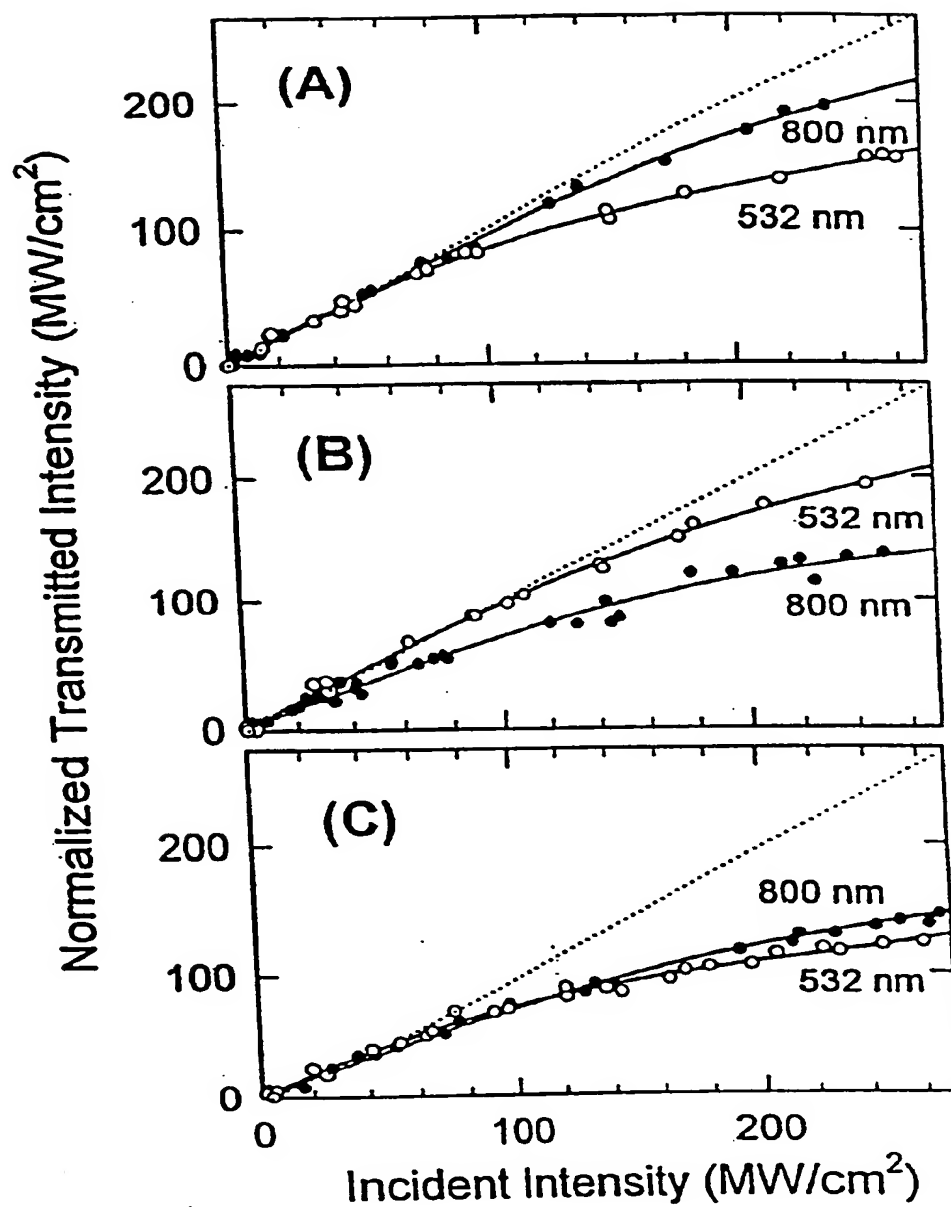 Normalized Transmitted Intensity (MW/cm²)
(A)
200
100
0
800 nm
532 nm
(B)
200
100
0
532 nm
800 nm
(C)
200
100
0
800 nm
532 nm
0 100 200
Incident Intensity (MW/cm²)